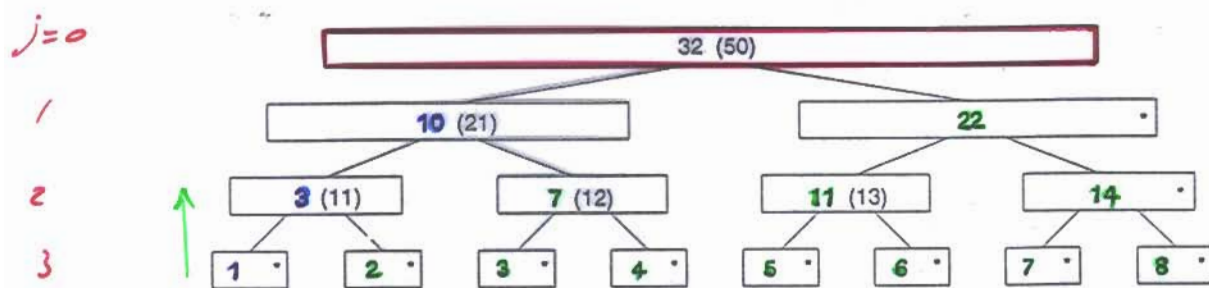 j=0 32 (50)
1 10 (21) 22 *
2 3 (11) 7 (12) 11 (13) 14 *
3 1 * 2 * 3 * 4 * 5 * 6 * 7 * 8 *